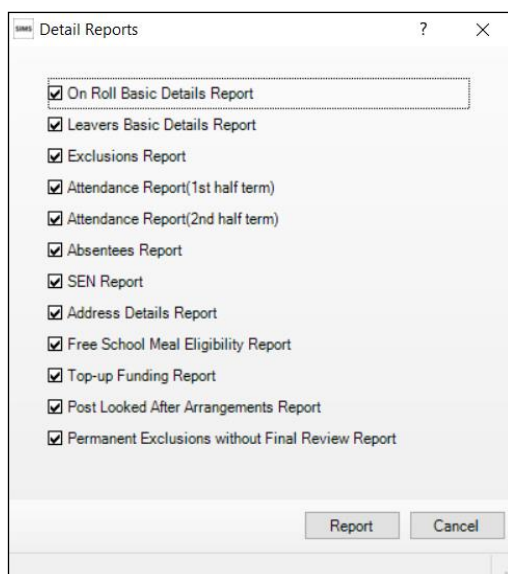 SIMS Detail Reports ?
On Roll Basic Details Report
Leavers Basic Details Report
Exclusions Report
Attendance Report(1st half term)
Attendance Report(2nd half term)
Absentees Report
SEN Report
Address Details Report
Free School Meal Eligibility Report
Top-up Funding Report
Post Looked After Arrangements Report
Permanent Exclusions without Final Review Report
Report Cancel